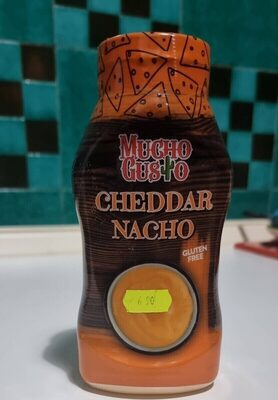 MUCHO
GUSTO
CHEDDAR
NACHO
GLUTEN
FREE